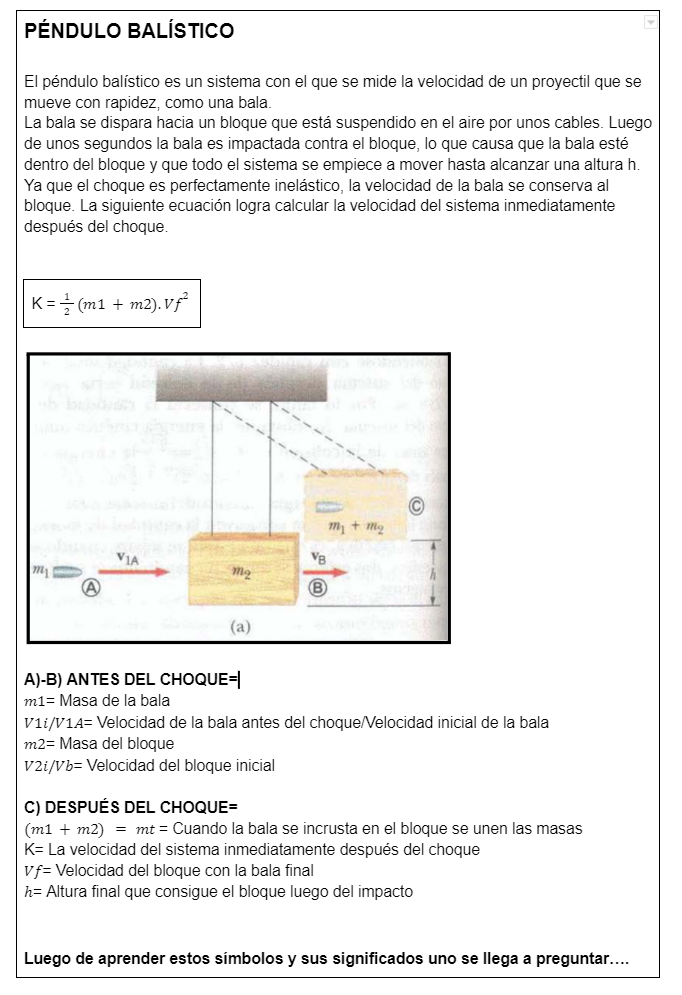 PÉNDULO BALÍSTICO
El péndulo balístico es un sistema con el que se mide la velocidad de un proyectil que se
mueve con rapidez, como una bala.
La bala se dispara hacia un bloque que está suspendido en el aire por unos cables. Luego
de unos segundos la bala es impactada contra el bloque, lo que causa que la bala esté
dentro del bloque y que todo el sistema se empiece a mover hasta alcanzar una altura h.
Ya que el choque es perfectamente inelástico, la velocidad de la bala se conserva al
bloque. La siguiente ecuación logra calcular la velocidad del sistema inmediatamente
después del choque.
K = 1/2 (m1 + m2). Vf²
C
m₁ + m₂
m₁
v₁A
A
m₂
vB
B
h
(a)
A)-B) ANTES DEL CHOQUE=
m1= Masa de la bala
V1i/V1A= Velocidad de la bala antes del choque/Velocidad inicial de la bala
m2= Masa del bloque
V2i/Vb= Velocidad del bloque inicial
C) DESPUÉS DEL CHOQUE=
(m1 + m2) = mt = Cuando la bala se incrusta en el bloque se unen las masas
K= La velocidad del sistema inmediatamente después del choque
Vf= Velocidad del bloque con la bala final
h= Altura final que consigue el bloque luego del impacto
Luego de aprender estos símbolos y sus significados uno se llega a preguntar….